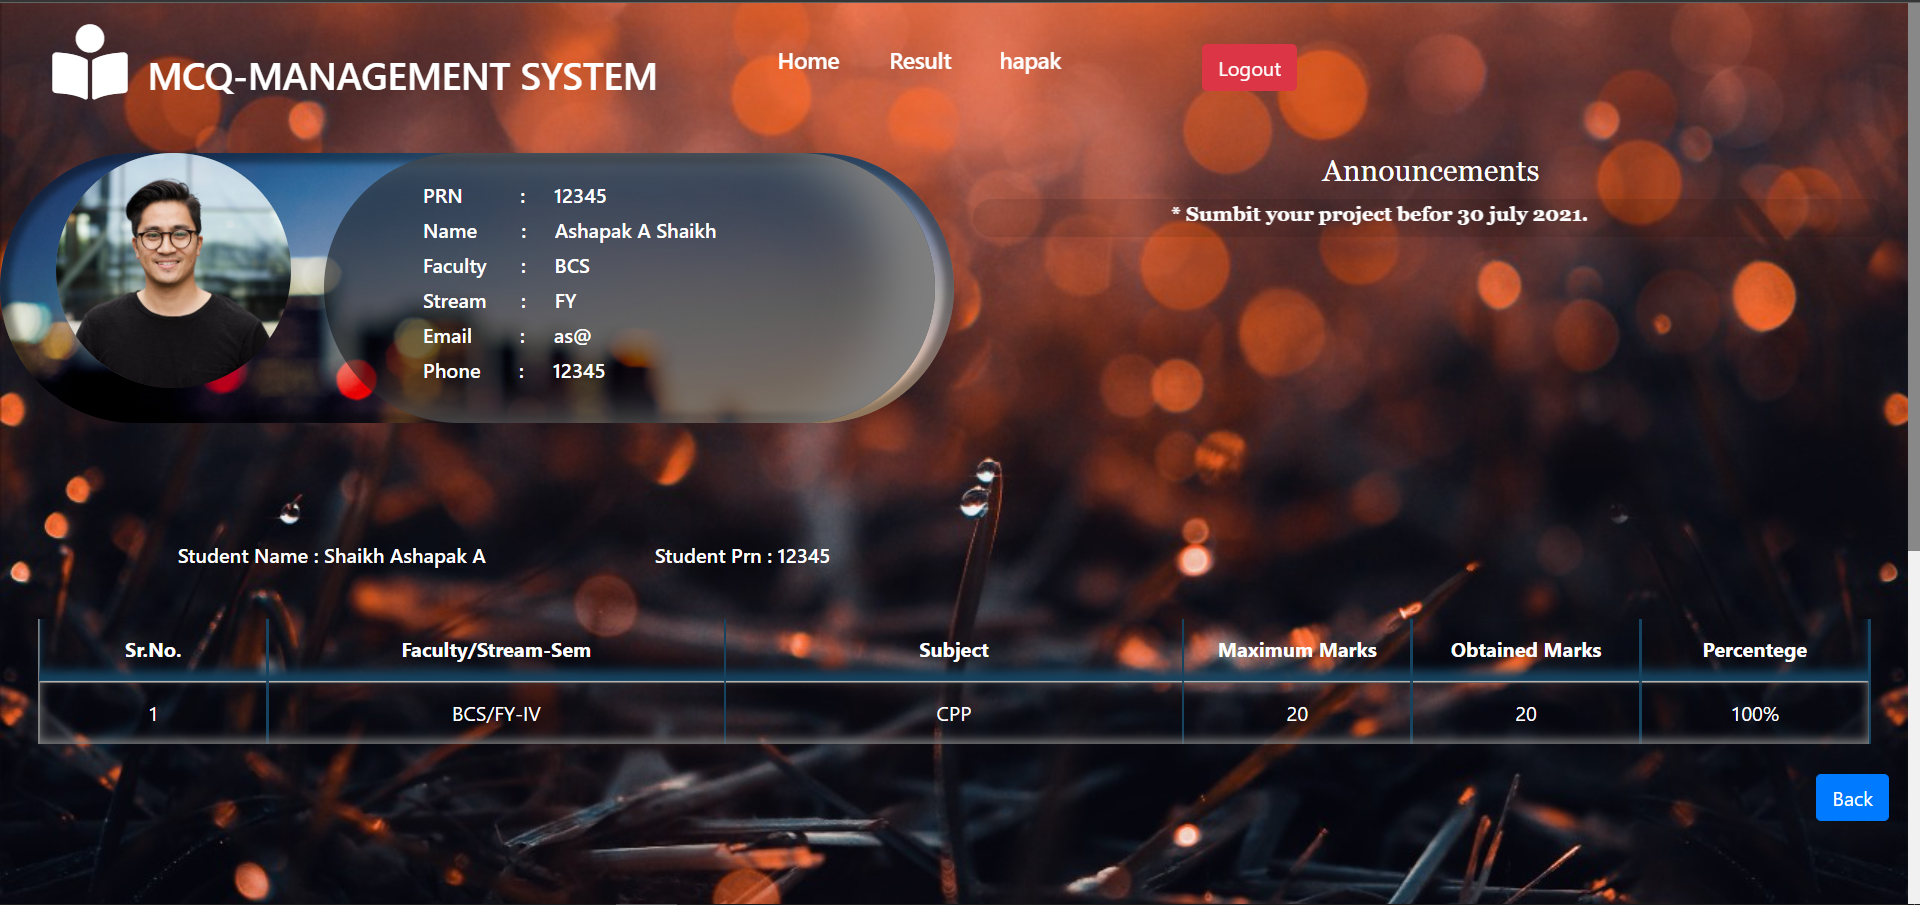 MCQ-MANAGEMENT SYSTEM
Home Result hapak Logout
PRN : 12345
Name : Ashapak A Shaikh
Faculty : BCS
Stream : FY
Email : as@
Phone : 12345
Announcements
* Sumbit your project befor 30 july 2021.
Student Name : Shaikh Ashapak A Student Prn : 12345
Sr.No. Faculty/Stream-Sem Subject Maximum Marks Obtained Marks Percentege
1 BCS/FY-IV CPP 20 20 100%
Back